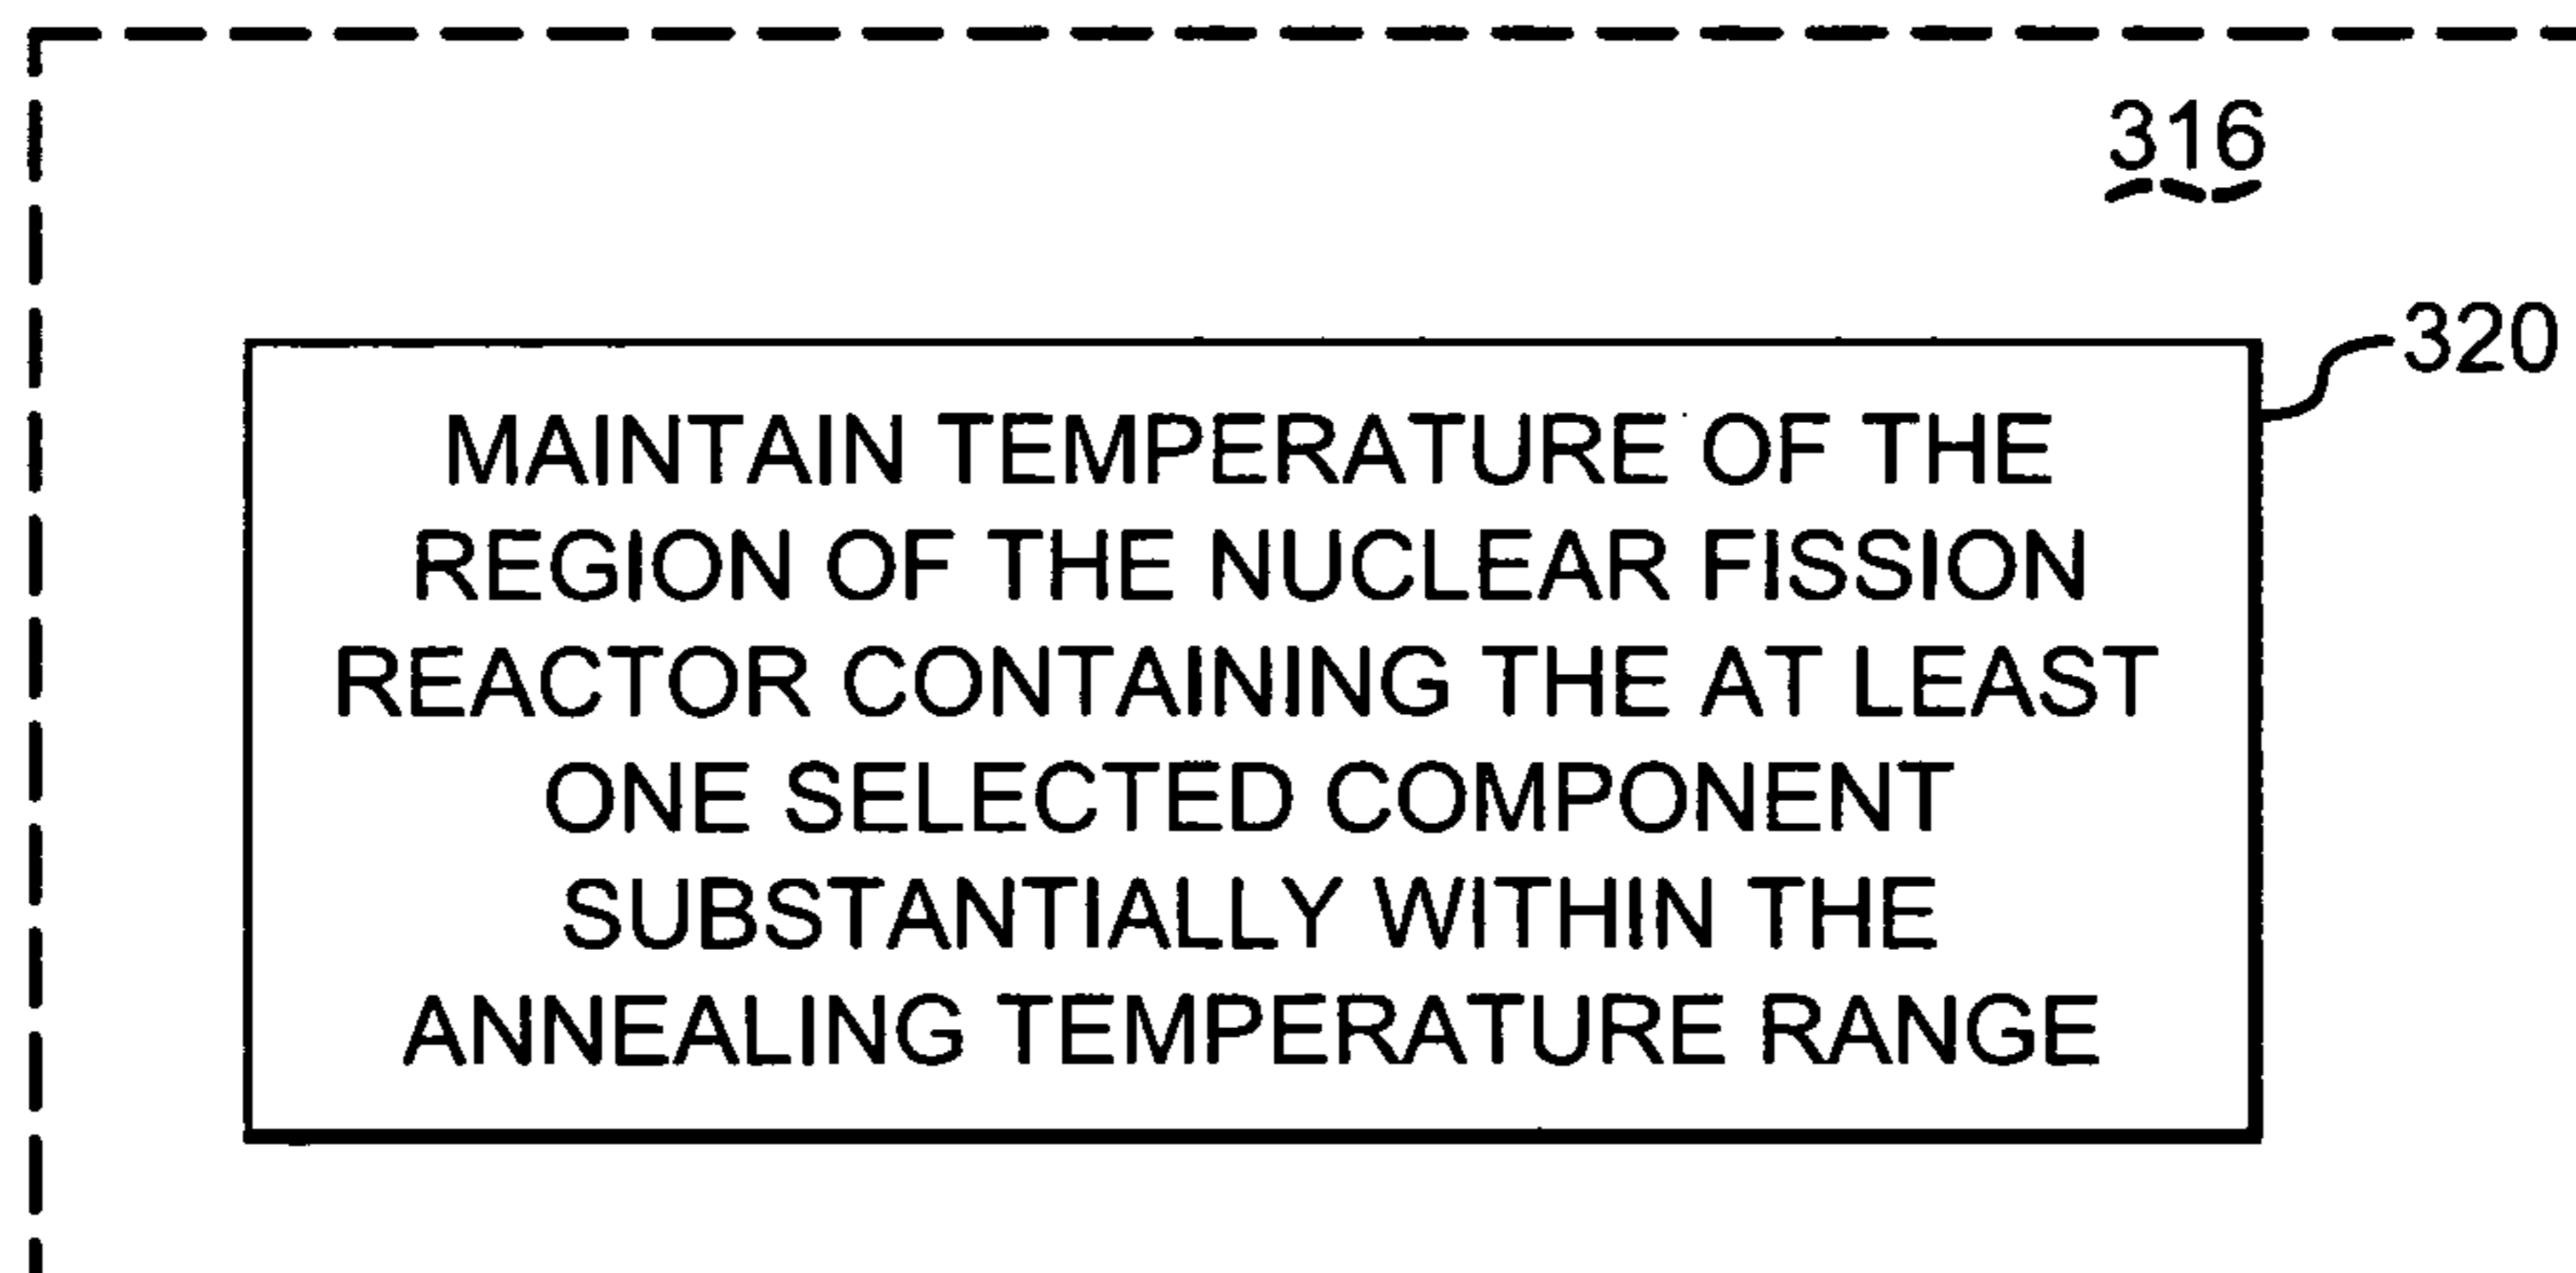 316
320
MAINTAIN TEMPERATURE OF THE
REGION OF THE NUCLEAR FISSION
REACTOR CONTAINING THE AT LEAST
ONE SELECTED COMPONENT
SUBSTANTIALLY WITHIN THE
ANNEALING TEMPERATURE RANGE